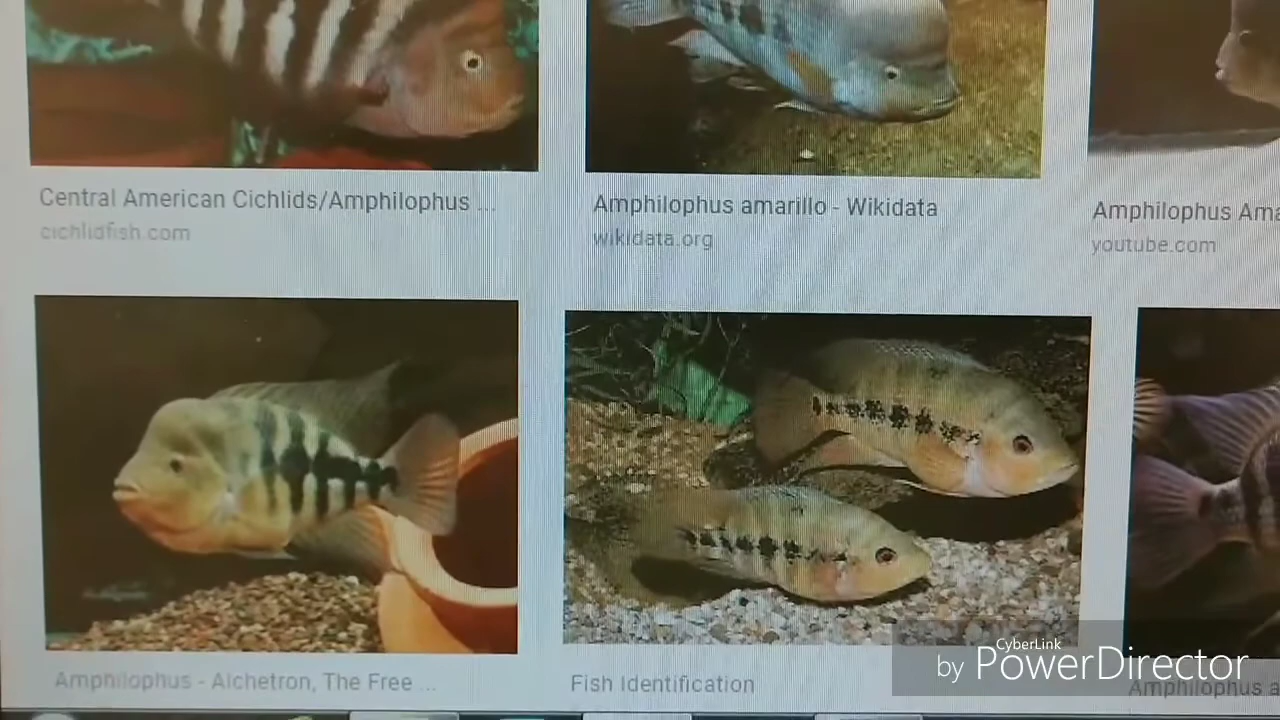 Central American Cichlids/Amphilophus ...
cichlidfish.com
Amphilophus amarillo - Wikidata
wikidata.org
Amphilophus Ama
youtube.com
Amphilophus - Alchetron, The Free ...
Fish Identification
Amphilophus a
CyberLink
by PowerDirector